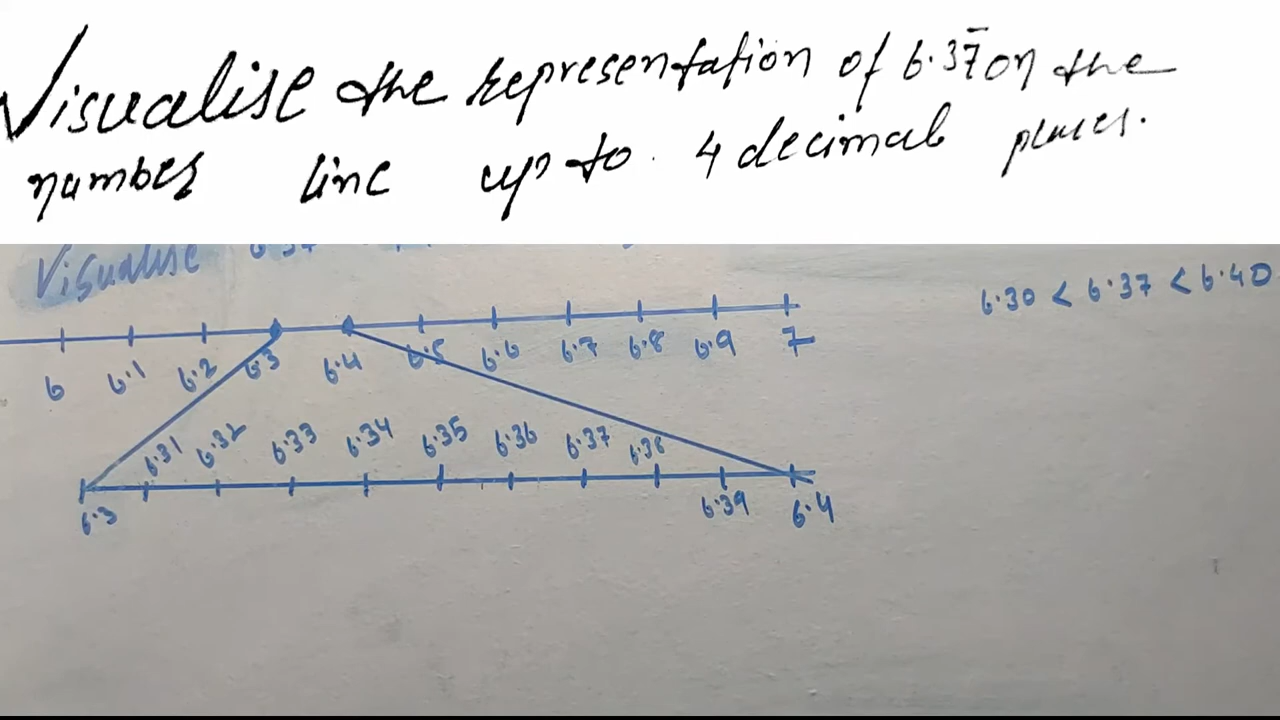 Visualise the representation of 6.37̅ on the
number line up to 4 decimal places.
Visualise 6.37
6.30 < 6.37 < 6.40
6 6.1 6.2 6.3 6.4 6.5 6.6 6.7 6.8 6.9 7
6.31 6.32 6.33 6.34 6.35 6.36 6.37 6.38
6.3 6.39 6.4